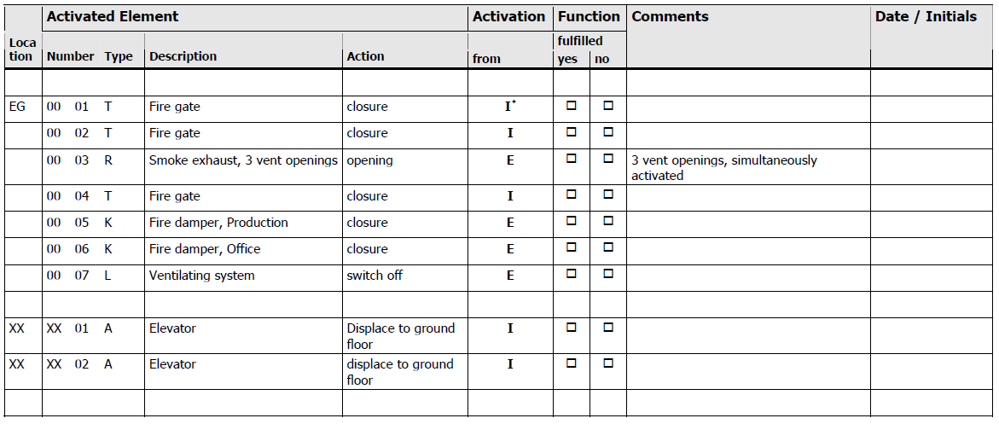 Activated Element Activation Function Comments Date / Initials
Loca
tion Number Type Description Action from fulfilled
yes no
EG 00 01 T Fire gate closure I* ☐ ☐
00 02 T Fire gate closure I ☐ ☐
00 03 R Smoke exhaust, 3 vent openings opening E ☐ ☐ 3 vent openings, simultaneously
activated
00 04 T Fire gate closure I ☐ ☐
00 05 K Fire damper, Production closure E ☐ ☐
00 06 K Fire damper, Office closure E ☐ ☐
00 07 L Ventilating system switch off E ☐ ☐
XX XX 01 A Elevator Displace to ground I ☐ ☐
floor
XX XX 02 A Elevator displace to ground I ☐ ☐
floor